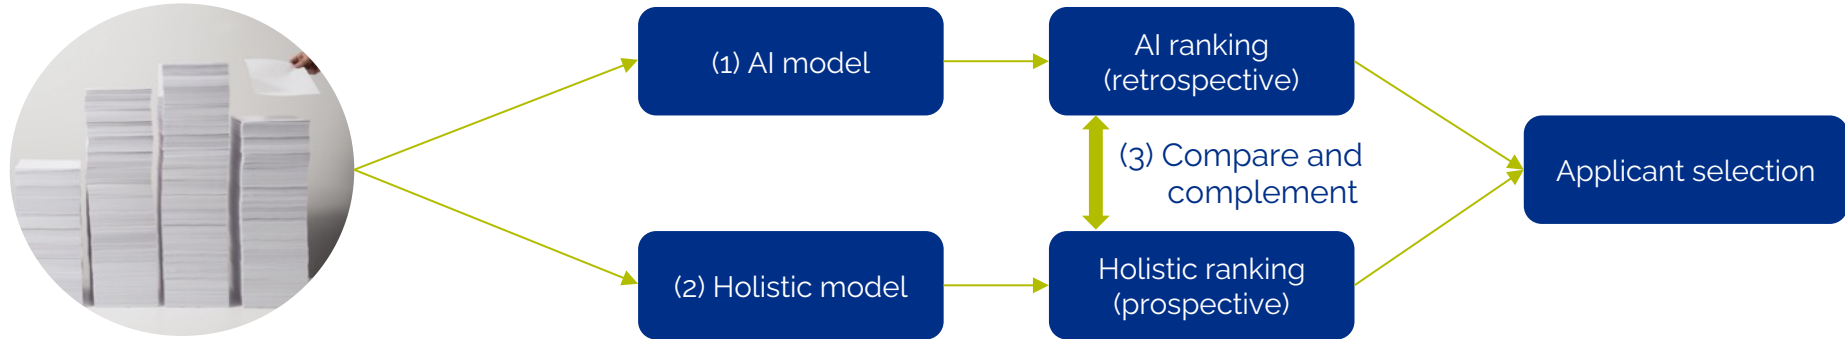 (1) AI model
AI ranking
(retrospective)
(3) Compare and
complement
Applicant selection
(2) Holistic model
Holistic ranking
(prospective)